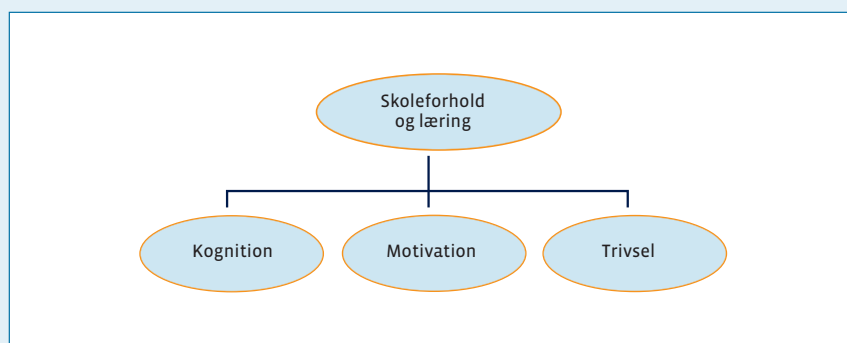 Skoleforhold
og læring
Kognition
Motivation
Trivsel